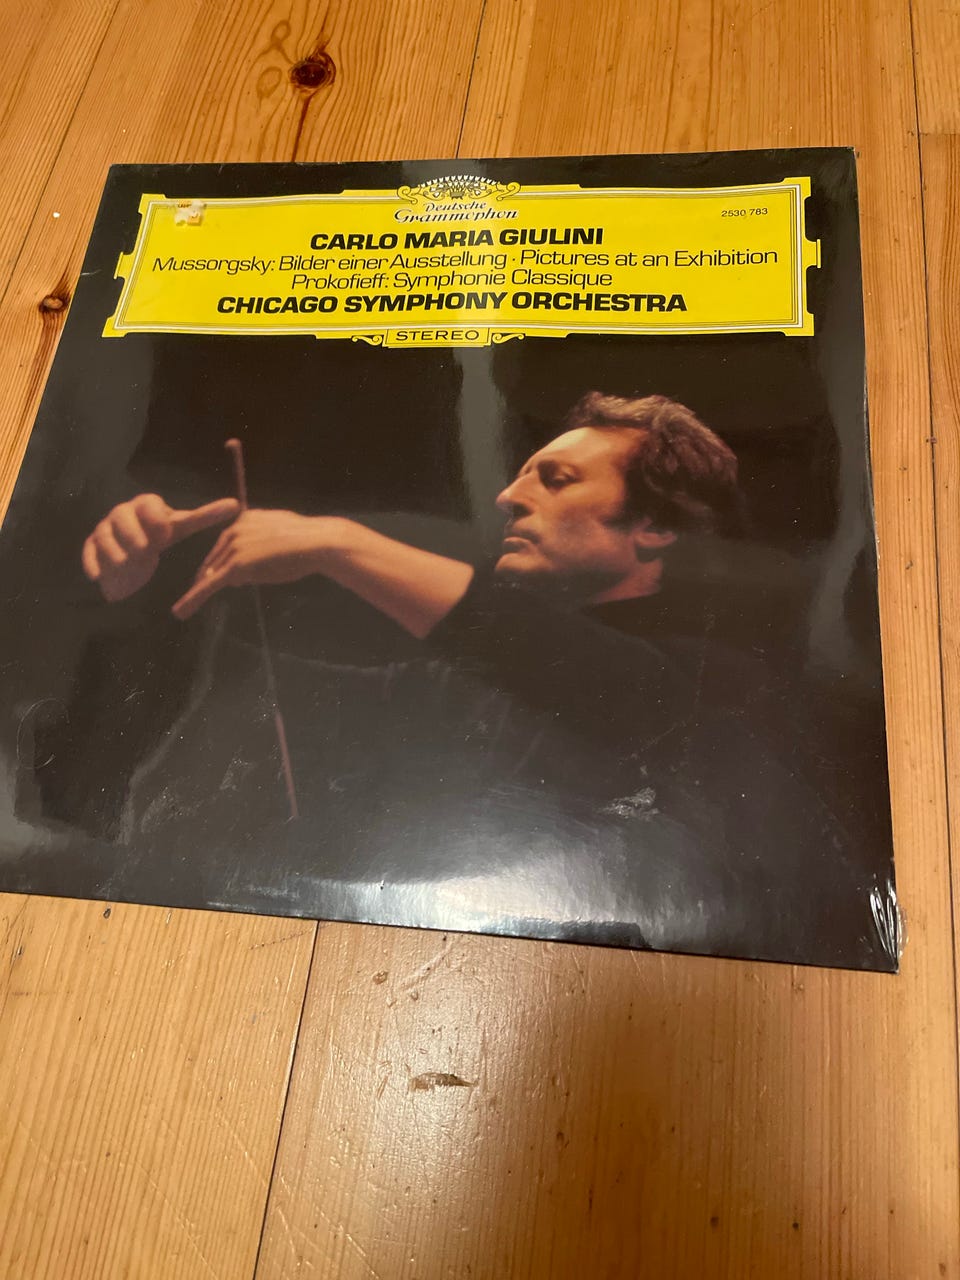 Deutsche
Grammophon
2530 783
CARLO MARIA GIULINI
Mussorgsky: Bilder einer Ausstellung · Pictures at an Exhibition
Prokofieff: Symphonie Classique
CHICAGO SYMPHONY ORCHESTRA
STEREO